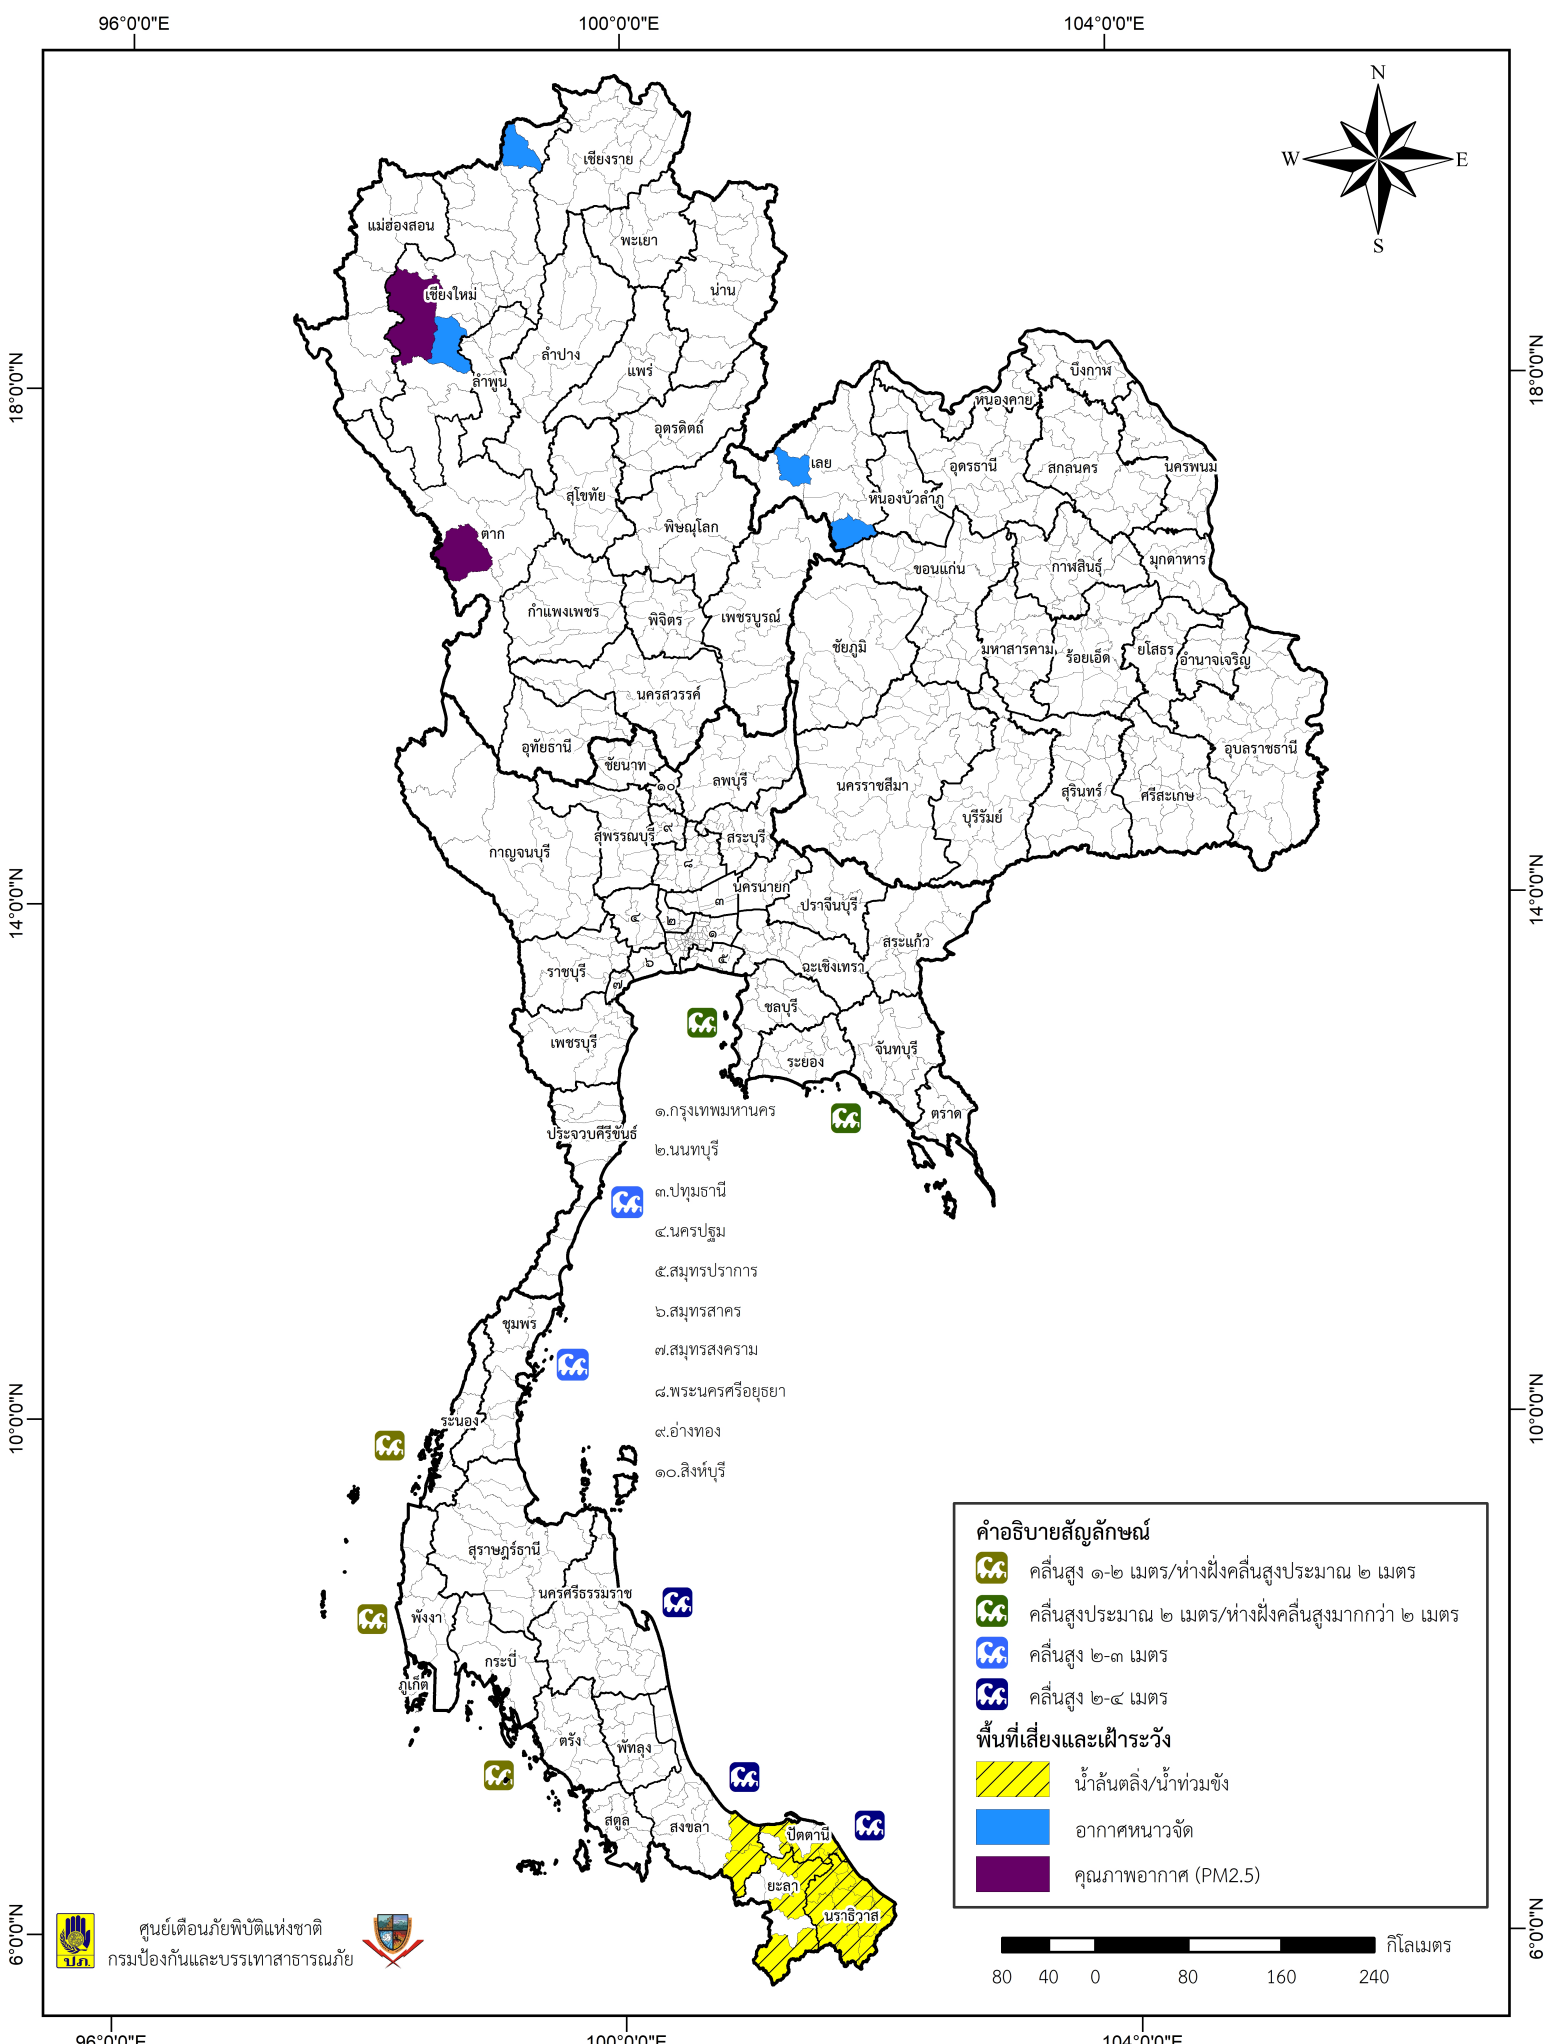 96°0'0"E
100°0'0"E
104°0'0"E
N
W
E
S
18°0'0"N
18°0'0"N
14°0'0"N
14°0'0"N
10°0'0"N
10°0'0"N
6°0'0"N
6°0'0"N
เชียงราย
แม่ฮ่องสอน
พะเยา
น่าน
เชียงใหม่
ลำปาง
แพร่
ลำพูน
บึงกาฬ
หนองคาย
อุตรดิตถ์
เลย
อุดรธานี
สกลนคร
นครพนม
สุโขทัย
หนองบัวลำภู
พิษณุโลก
ตาก
ขอนแก่น
กาฬสินธุ์
มุกดาหาร
กำแพงเพชร
พิจิตร
เพชรบูรณ์
ชัยภูมิ
มหาสารคาม
ร้อยเอ็ด
ยโสธร
อำนาจเจริญ
นครสวรรค์
อุทัยธานี
ชัยนาท
๑๐
ลพบุรี
นครราชสีมา
บุรีรัมย์
สุรินทร์
ศรีสะเกษ
อุบลราชธานี
กาญจนบุรี
สุพรรณบุรี
๙
สระบุรี
๘
นครนายก
๓
ปราจีนบุรี
๔
๒
๑
สระแก้ว
ราชบุรี
๖
๕
๗
ฉะเชิงเทรา
ชลบุรี
เพชรบุรี
ระยอง
จันทบุรี
ตราด
ประจวบคีรีขันธ์
๑.กรุงเทพมหานคร
๒.นนทบุรี
๓.ปทุมธานี
๔.นครปฐม
๕.สมุทรปราการ
๖.สมุทรสาคร
๗.สมุทรสงคราม
๘.พระนครศรีอยุธยา
๙.อ่างทอง
๑๐.สิงห์บุรี
ชุมพร
ระนอง
สุราษฎร์ธานี
นครศรีธรรมราช
พังงา
กระบี่
ภูเก็ต
ตรัง
พัทลุง
สตูล
สงขลา
ปัตตานี
ยะลา
นราธิวาส
คำอธิบายสัญลักษณ์
คลื่นสูง ๑-๒ เมตร/ห่างฝั่งคลื่นสูงประมาณ ๒ เมตร
คลื่นสูงประมาณ ๒ เมตร/ห่างฝั่งคลื่นสูงมากกว่า ๒ เมตร
คลื่นสูง ๒-๓ เมตร
คลื่นสูง ๒-๔ เมตร
พื้นที่เสี่ยงและเฝ้าระวัง
น้ำล้นตลิ่ง/น้ำท่วมขัง
อากาศหนาวจัด
คุณภาพอากาศ (PM2.5)
ปภ.
ศูนย์เตือนภัยพิบัติแห่งชาติ
กรมป้องกันและบรรเทาสาธารณภัย
กิโลเมตร
80 40 0 80 160 240
96°0'0"E
100°0'0"E
104°0'0"E